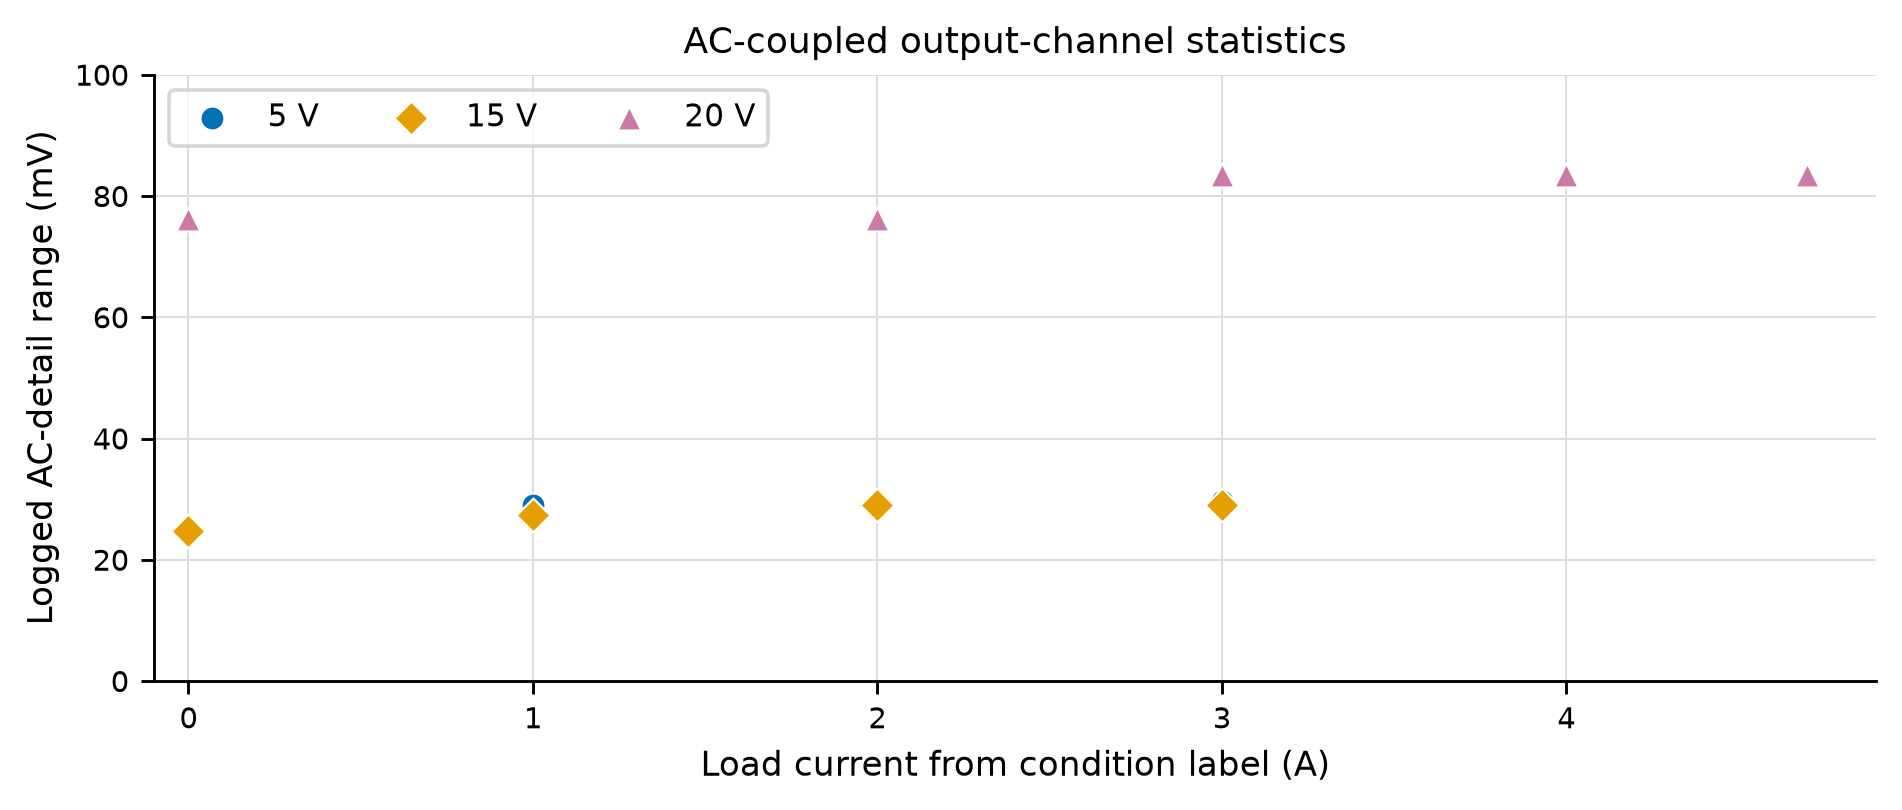 AC-coupled output-channel statistics
5 V 15 V 20 V
Logged AC-detail range (mV)
100
80
60
40
20
0
0 1 2 3 4
Load current from condition label (A)